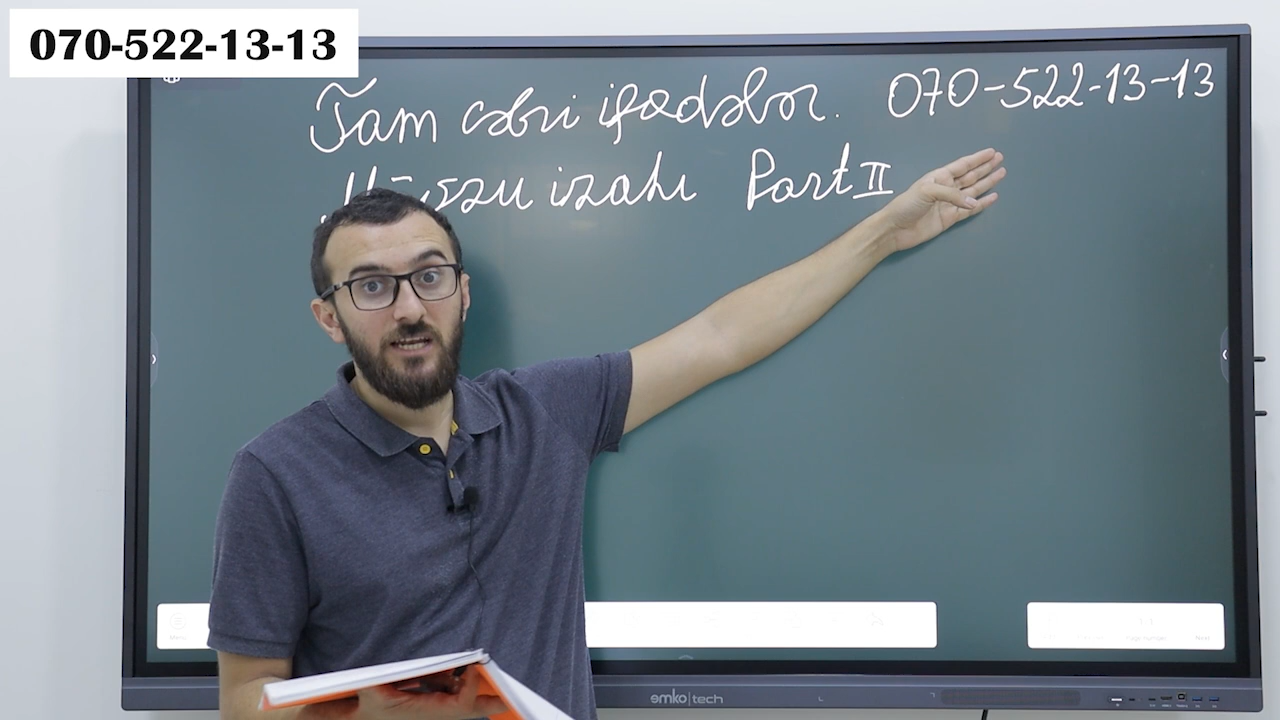 070-522-13-13
Tam cəbri ifadələr. 070-522-13-13
izahı Part II
emko|tech